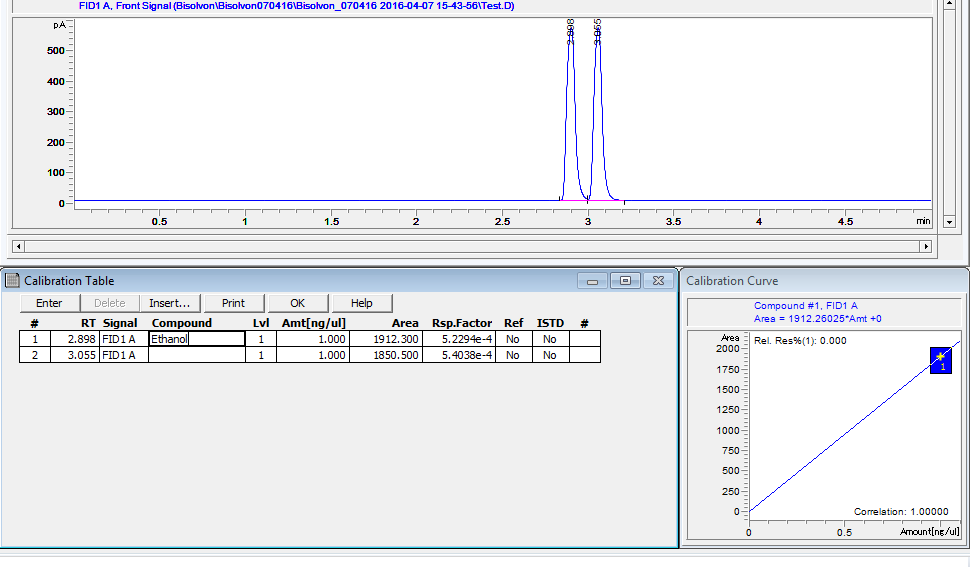 FID1 A, Front Signal (Bisolvon\Bisolvon070416\Bisolvon_070416 2016-04-07 15-43-56\Test.D)
pA
2.898 3.055
500
400
300
200
100
0
0.5 1 1.5 2 2.5 3 3.5 4 4.5 min
Calibration Table
Enter Delete Insert... Print OK Help
# RT Signal Compound Lvl Amt[ng/ul] Area Rsp.Factor Ref ISTD #
1 2.898 FID1 A Ethanol 1 1.000 1912.300 5.2294e-4 No No
2 3.055 FID1 A 1 1.000 1850.500 5.4038e-4 No No
Calibration Curve
Compound #1, FID1 A
Area = 1912.26025*Amt +0
Area
Rel. Res%(1): 0.000
2000
1750
1500
1250
1000
750
500
250
0
1
Correlation: 1.00000
0 0.5 Amount[ng/ul]